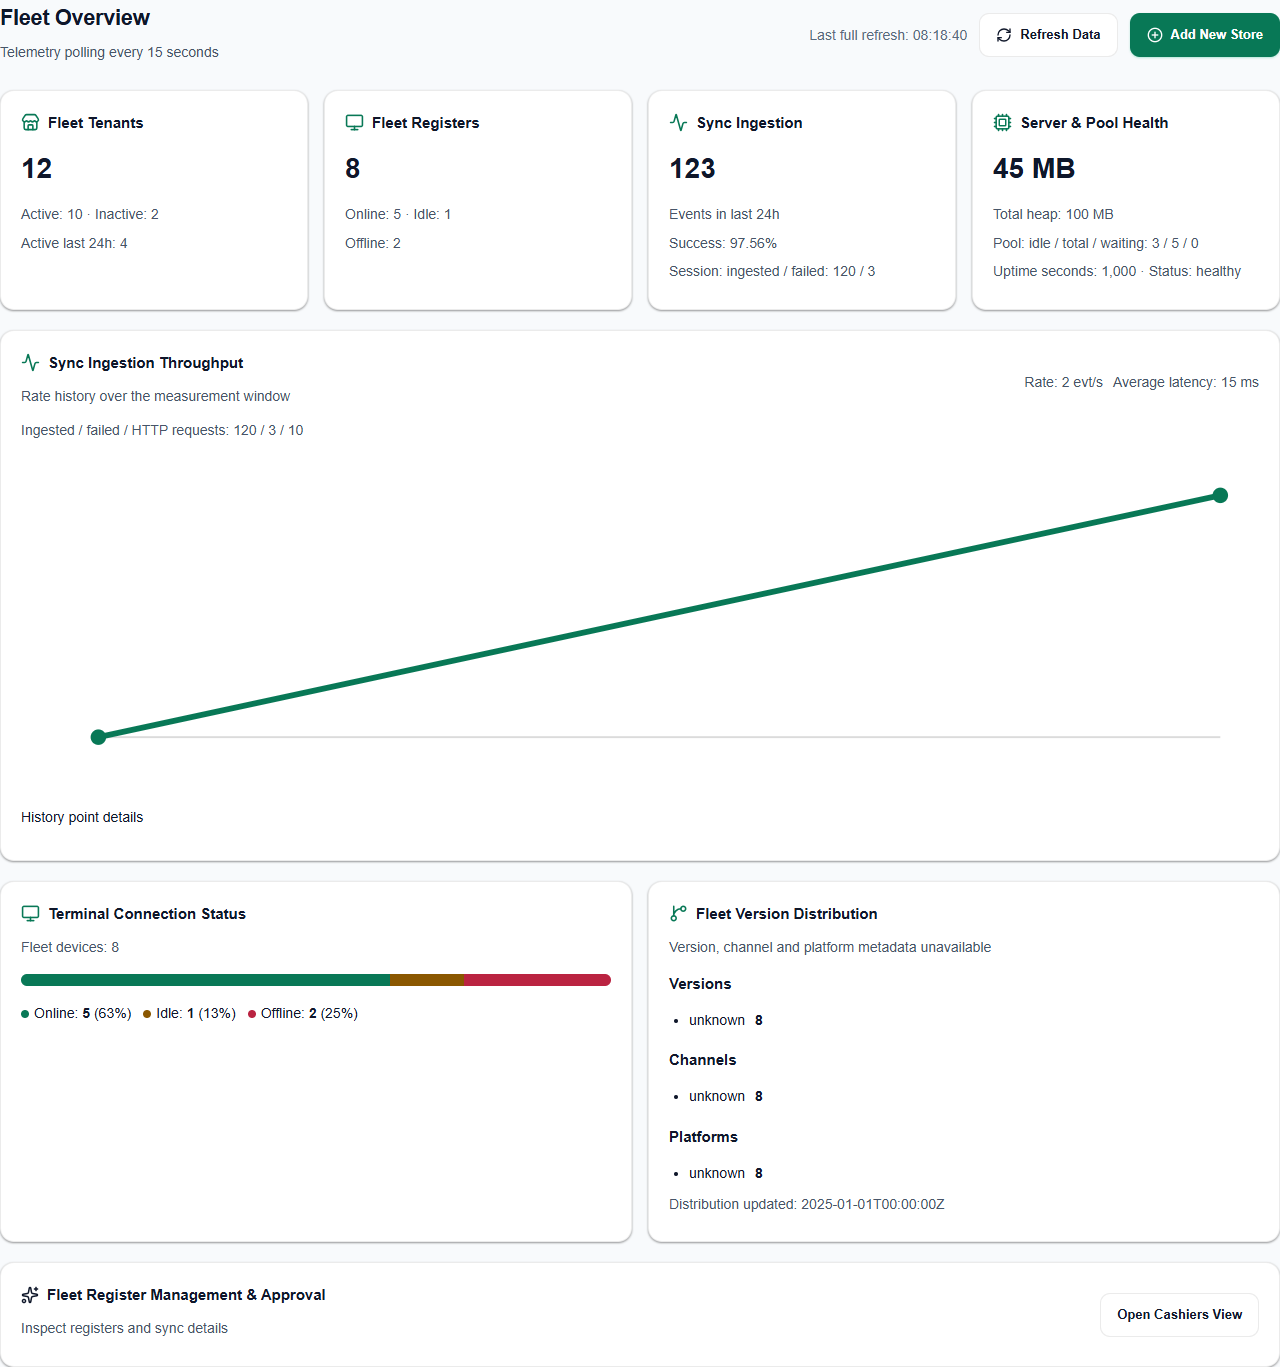 Fleet Overview
Telemetry polling every 15 seconds
Last full refresh: 08:18:40
Refresh Data
Add New Store
Fleet Tenants
12
Active: 10 · Inactive: 2
Active last 24h: 4
Fleet Registers
8
Online: 5 · Idle: 1
Offline: 2
Sync Ingestion
123
Events in last 24h
Success: 97.56%
Session: ingested / failed: 120 / 3
Server & Pool Health
45 MB
Total heap: 100 MB
Pool: idle / total / waiting: 3 / 5 / 0
Uptime seconds: 1,000 · Status: healthy
Sync Ingestion Throughput
Rate history over the measurement window
Ingested / failed / HTTP requests: 120 / 3 / 10
Rate: 2 evt/s Average latency: 15 ms
History point details
Terminal Connection Status
Fleet devices: 8
Online: 5 (63%) Idle: 1 (13%) Offline: 2 (25%)
Fleet Version Distribution
Version, channel and platform metadata unavailable
Versions
• unknown 8
Channels
• unknown 8
Platforms
• unknown 8
Distribution updated: 2025-01-01T00:00:00Z
Fleet Register Management & Approval
Inspect registers and sync details
Open Cashiers View